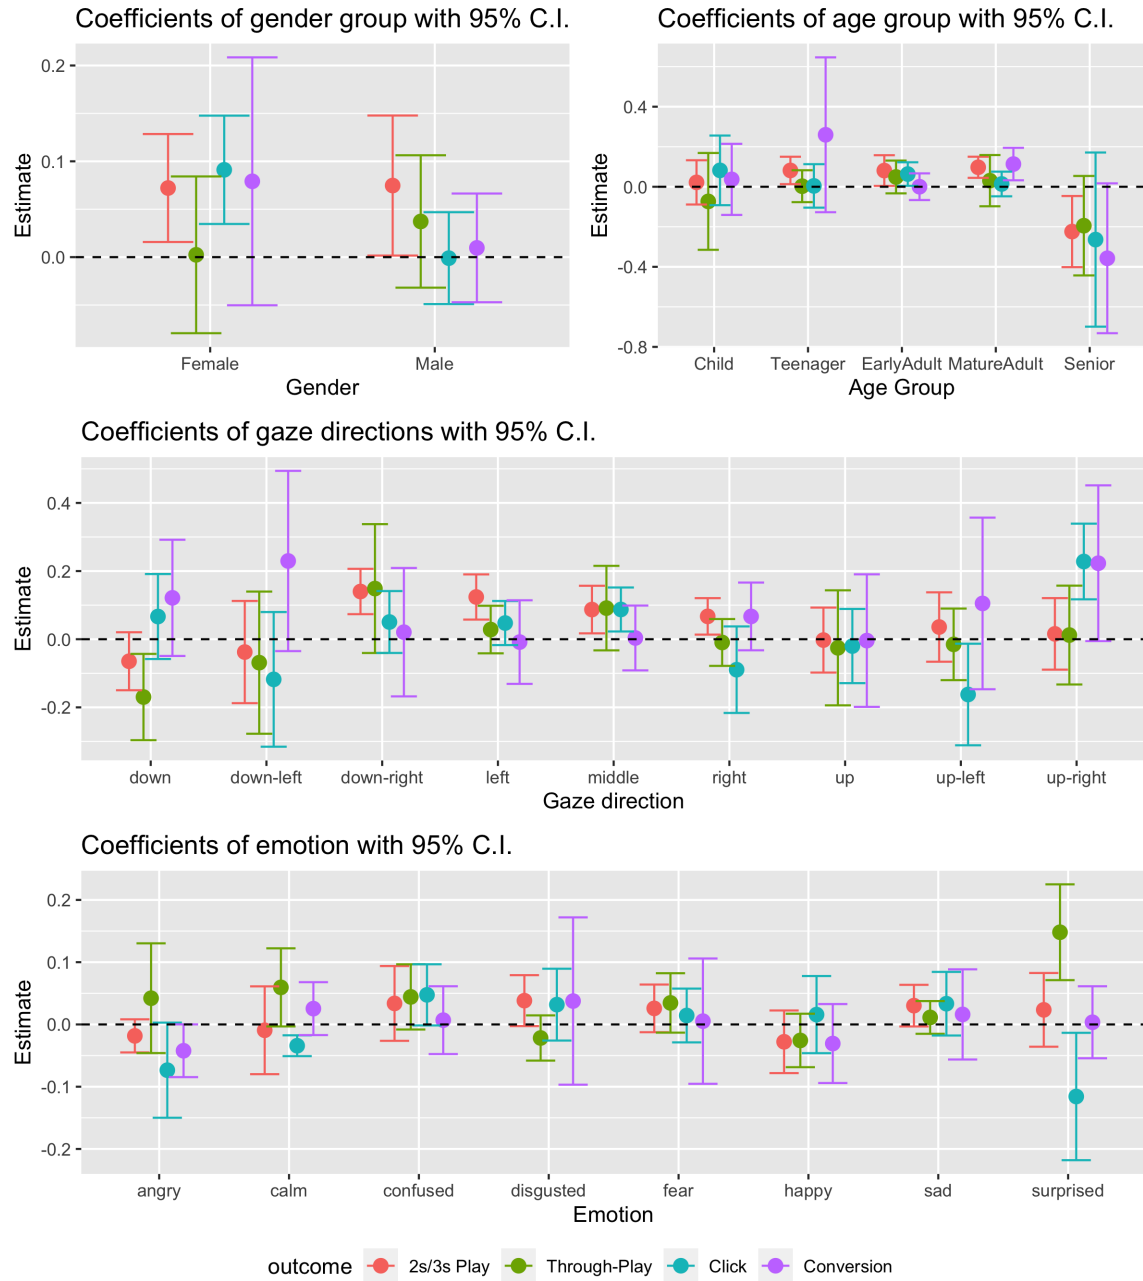 Coefficients of gender group with 95% C.I.
Estimate
0.2
0.1
0.0
Female Male
Gender
Coefficients of age group with 95% C.I.
Estimate
0.4
0.0
-0.4
-0.8
Child Teenager EarlyAdult MatureAdult Senior
Age Group
Coefficients of gaze directions with 95% C.I.
Estimate
0.4
0.2
0.0
-0.2
down down-left down-right left middle right up up-left up-right
Gaze direction
Coefficients of emotion with 95% C.I.
Estimate
0.2
0.1
0.0
-0.1
-0.2
angry calm confused disgusted fear happy sad surprised
Emotion
outcome 2s/3s Play Through-Play Click Conversion